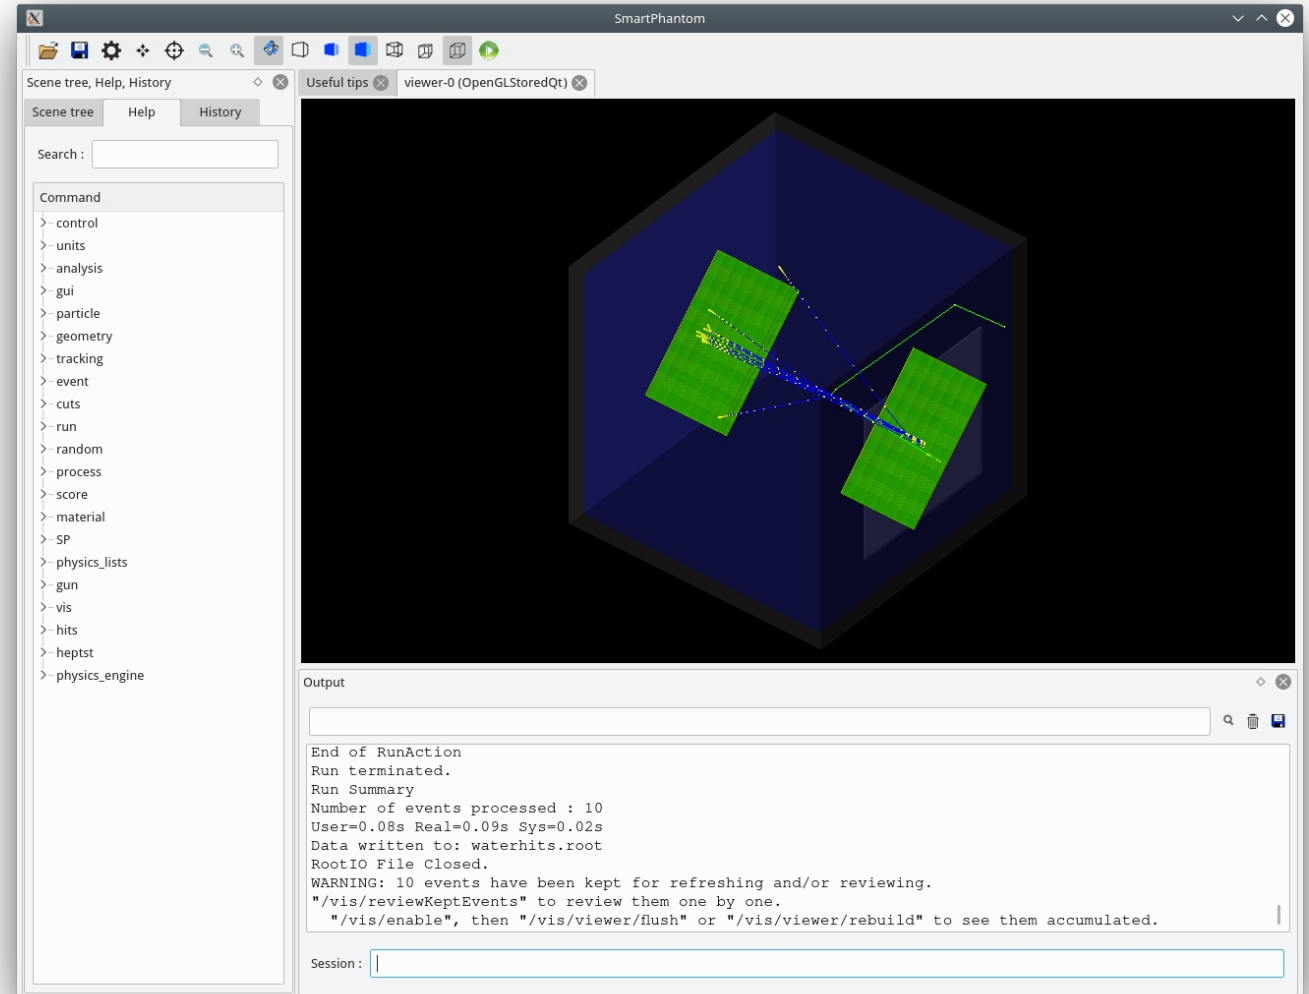 SmartPhantom
Scene tree, Help, History
Useful tips
viewer-0 (OpenGLStoredQt)
Scene tree
Help
History
Search :
Command
control
units
analysis
gui
particle
geometry
tracking
event
cuts
run
random
process
score
material
SP
physics_lists
gun
vis
hits
heptst
physics_engine
Output
End of RunAction
Run terminated.
Run Summary
Number of events processed : 10
User=0.08s Real=0.09s Sys=0.02s
Data written to: waterhits.root
RootIO File Closed.
WARNING: 10 events have been kept for refreshing and/or reviewing.
"/vis/reviewKeptEvents" to review them one by one.
"/vis/enable", then "/vis/viewer/flush" or "/vis/viewer/rebuild" to see them accumulated.
Session :